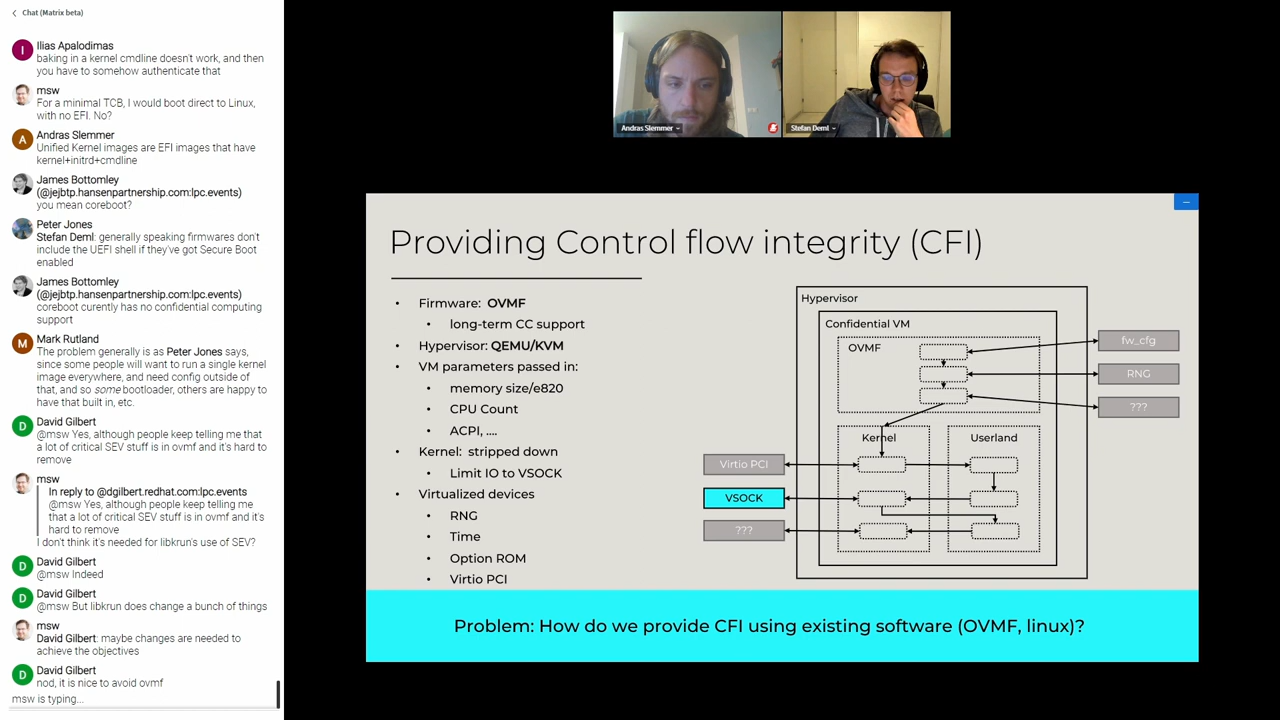 Chat (Matrix beta)
Ilias Apalodimas
baking in a kernel cmdline doesn't work, and then
you have to somehow authenticate that
msw
For a minimal TCB, I would boot direct to Linux,
with no EFI. No?
A
Andras Slemmer
Unified Kernel images are EFI images that have
kernel+initrd+cmdline
James Bottomley
(@jejbtp.hansenpartnership.com:lpc.events)
you mean coreboot?
Peter Jones
Stefan Deml: generally speaking firmwares don't
include the UEFI shell if they've got Secure Boot
enabled
James Bottomley
(@jejbtp.hansenpartnership.com:lpc.events)
coreboot curently has no confidential computing
support
M
Mark Rutland
The problem generally is as Peter Jones says,
since some people will want to run a single kernel
image everywhere, and need config outside of
that, and so some bootloader, others are happy to
have that built in, etc.
D
David Gilbert
@msw Yes, although people keep telling me that
a lot of critical SEV stuff is in ovmf and it's hard to
remove
msw
In reply to @dgilbert.redhat.com:lpc.events
@msw Yes, although people keep telling me
that a lot of critical SEV stuff is in ovmf and it's
hard to remove
I don't think it's needed for libkrun's use of SEV?
D
David Gilbert
@msw Indeed
D
David Gilbert
@msw But libkrun does change a bunch of things
msw
David Gilbert: maybe changes are needed to
achieve the objectives
D
David Gilbert
nod, it is nice to avoid ovmf
msw is typing...
Andras Slemmer
Stefan Deml
Providing Control flow integrity (CFI)
• Firmware: OVMF
• long-term CC support
• Hypervisor: QEMU/KVM
• VM parameters passed in:
• memory size/e820
• CPU Count
• ACPI, ....
• Kernel: stripped down
• Limit IO to VSOCK
• Virtualized devices
• RNG
• Time
• Option ROM
• Virtio PCI
Hypervisor
Confidential VM
OVMF
fw_cfg
RNG
???
Kernel
Userland
Virtio PCI
VSOCK
???
Problem: How do we provide CFI using existing software (OVMF, linux)?